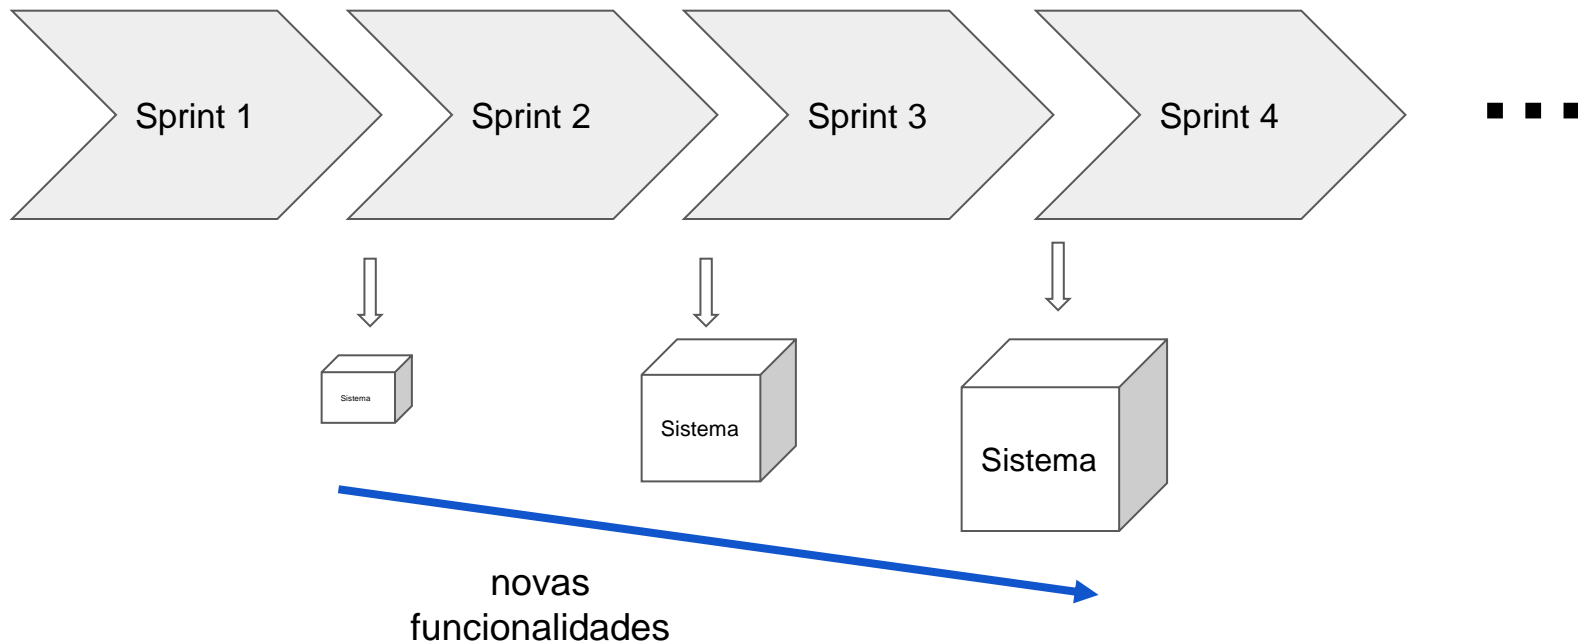 Sprint 1
Sprint 2
Sprint 3
Sprint 4
...
Sistema
Sistema
Sistema
novas
funcionalidades